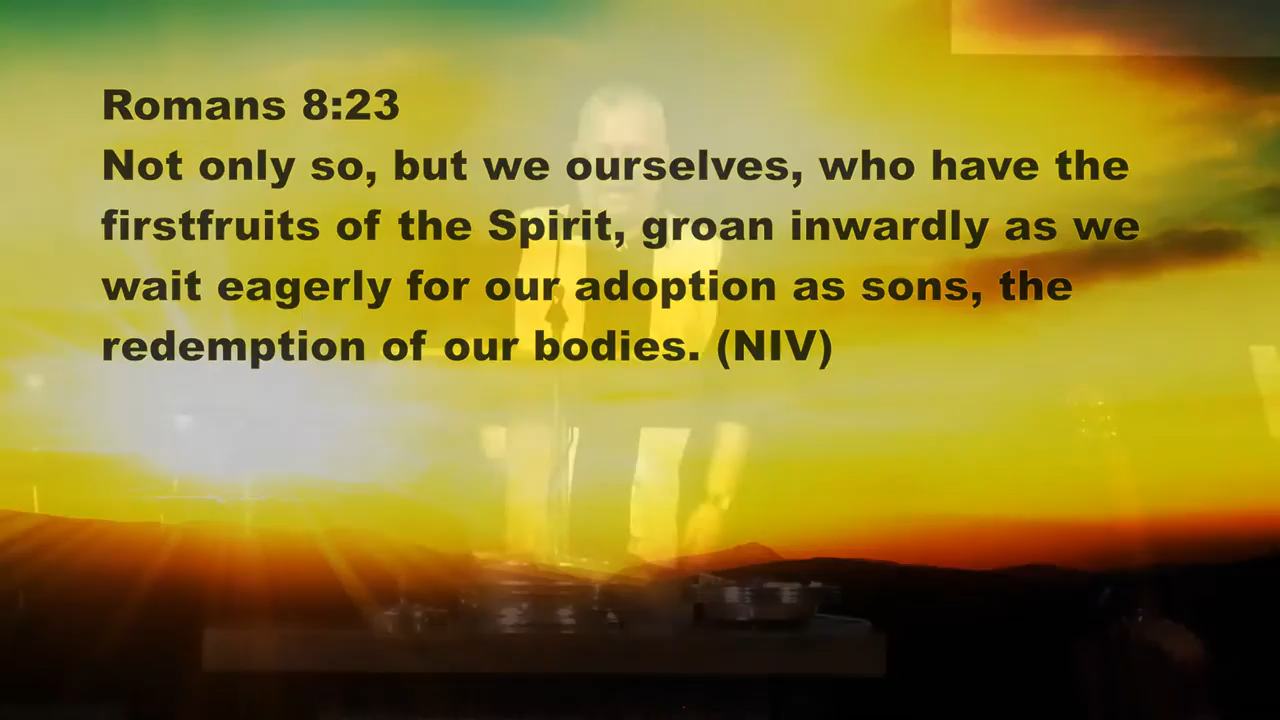 Romans 8:23
Not only so, but we ourselves, who have the
firstfruits of the Spirit, groan inwardly as we
wait eagerly for our adoption as sons, the
redemption of our bodies. (NIV)